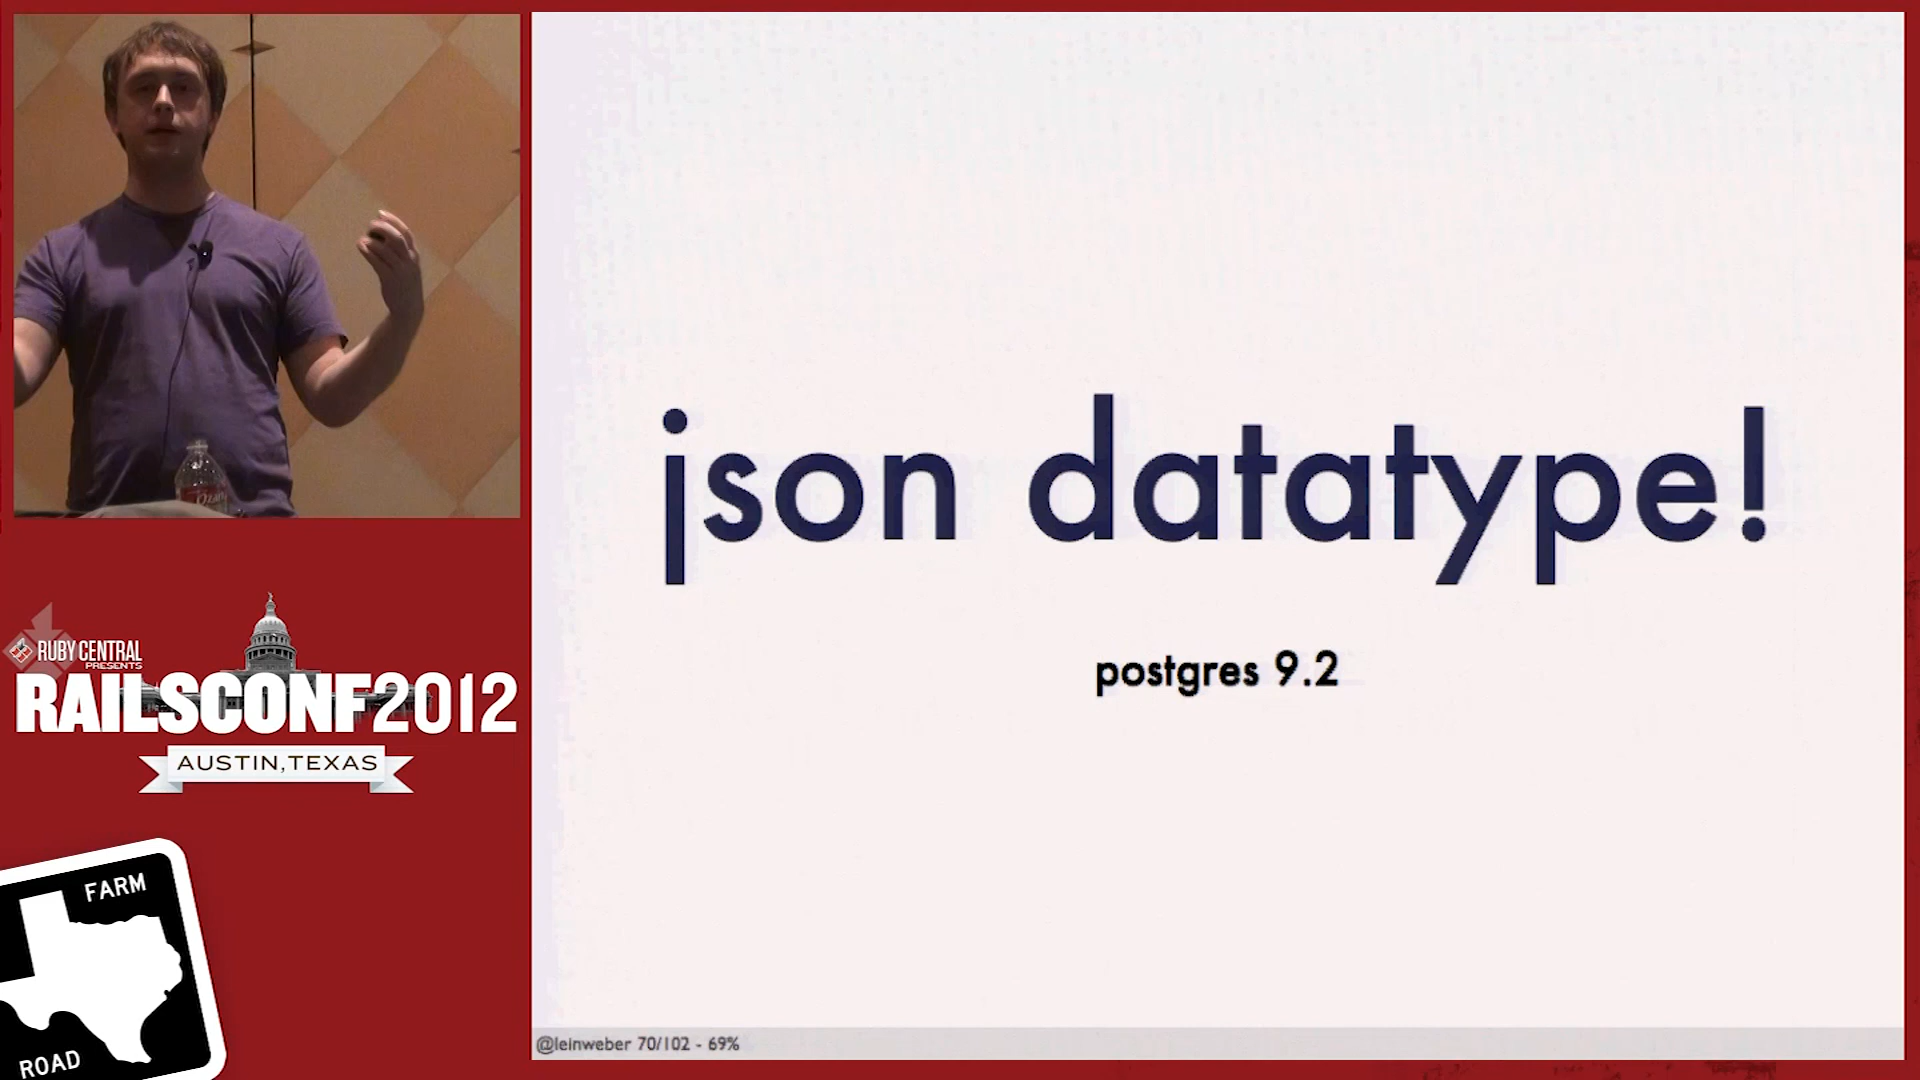 json datatype!
postgres 9.2
@leinweber 70/102 - 69%
RUBY CENTRAL
PRESENTS
RAILSCONF2012
AUSTIN, TEXAS
FARM
ROAD